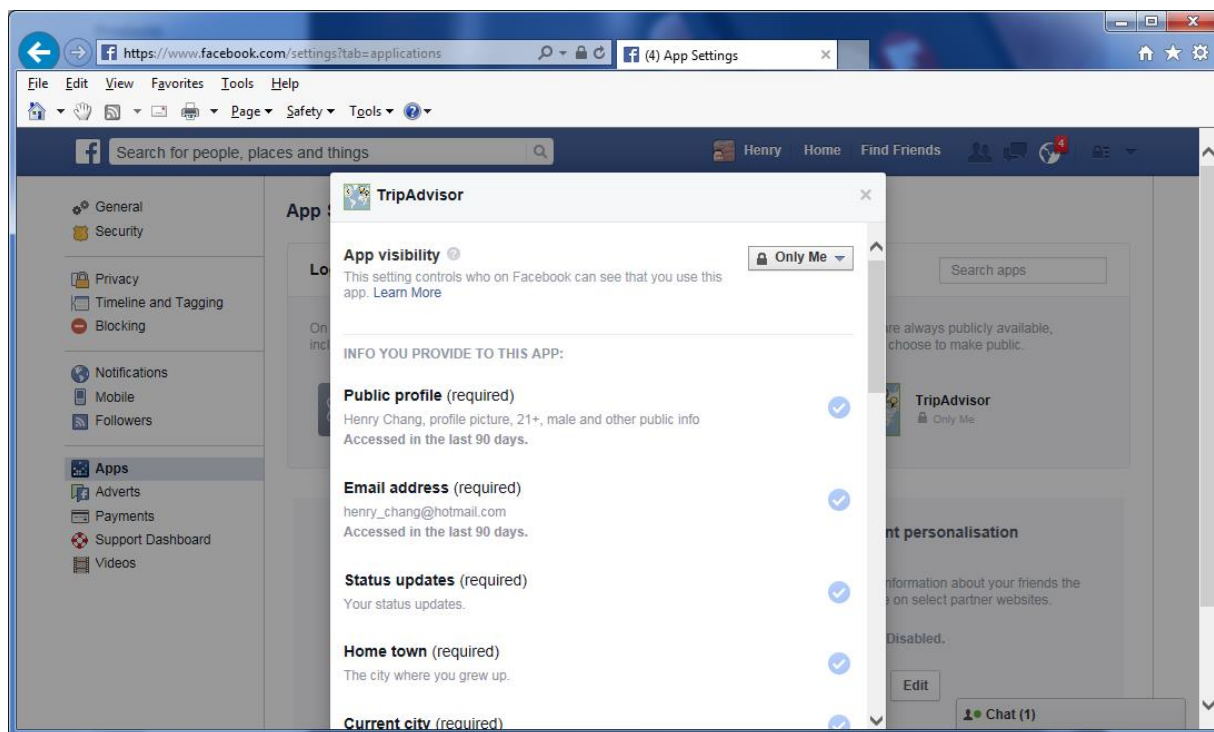 https://www.facebook.com/settings?tab=applications
(4) App Settings
File Edit View Favorites Tools Help
Page Safety Tools
Search for people, places and things
Henry Home Find Friends 4
General
Security
Privacy
Timeline and Tagging
Blocking
Notifications
Mobile
Followers
Apps
Adverts
Payments
Support Dashboard
Videos
App
TripAdvisor
App visibility
Only Me
This setting controls who on Facebook can see that you use this
app. Learn More
INFO YOU PROVIDE TO THIS APP:
Public profile (required)
Henry Chang, profile picture, 21+, male and other public info
Accessed in the last 90 days.
Email address (required)
henry_chang@hotmail.com
Accessed in the last 90 days.
Status updates (required)
Your status updates.
Home town (required)
The city where you grew up.
Current city (required)
Lo
Search apps
On
incl
are always publicly available,
choose to make public.
TripAdvisor
Only Me
nt personalisation
nformation about your friends the
e on select partner websites.
Disabled.
Edit
Chat (1)